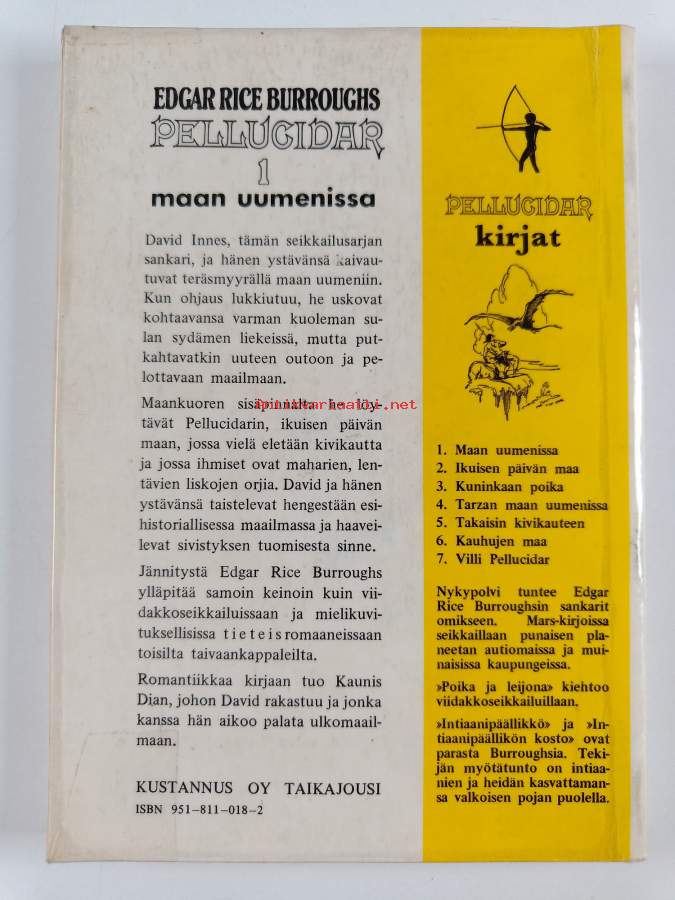 EDGAR RICE BURROUGHS
PELLUCIDAR
1
maan uumenissa
David Innes, tämän seikkailusarjan
sankari, ja hänen ystävänsä kaivau-
tuvat teräsmyyrällä maan uumeniin.
Kun ohjaus lukkiutuu, he uskovat
kohtaavansa varman kuoleman su-
lan sydämen liekeissä, mutta put-
kahtavatkin uuteen outoon ja pe-
lottavaan maailmaan.
Maankuoren sisäpinnalta he löy-
tävät Pellucidarin, ikuisen päivän
maan, jossa vielä eletään kivikautta
ja jossa ihmiset ovat maharien, len-
tävien liskojen orjia. David ja hänen
ystävänsä taistelevat hengestään esi-
historiallisessa maailmassa ja haavei-
levat sivistyksen tuomisesta sinne.
Jännitystä Edgar Rice Burroughs
ylläpitää samoin keinoin kuin vii-
dakkoseikkailuissaan ja mielikuvi-
tuksellisissa tieteisromaaneissaan
toisilta taivaankappaleilta.
Romantiikkaa kirjaan tuo Kaunis
Dian, johon David rakastuu ja jonka
kanssa hän aikoo palata ulkomaail-
maan.
KUSTANNUS OY TAIKAJOUSI
ISBN 951-811-018-2
PELLUCIDAR
kirjat
1. Maan uumenissa
2. Ikuisen päivän maa
3. Kuninkaan poika
4. Tarzan maan uumenissa
5. Takaisin kivikauteen
6. Kauhujen maa
7. Villi Pellucidar
Nykypolvi tuntee Edgar
Rice Burroughsin sankarit
omikseen. Mars-kirjoissa
seikkaillaan punaisen pla-
neetan autiomaissa ja mui-
naisissa kaupungeissa.
»Poika ja leijona» kiehtoo
viidakkoseikkailuillaan.
»Intiaanipäällikkö» ja »In-
tiaanipäällikön kosto» ovat
parasta Burroughsia. Teki-
jän myötätunto on intiaa-
nien ja heidän kasvattaman-
sa valkoisen pojan puolella.